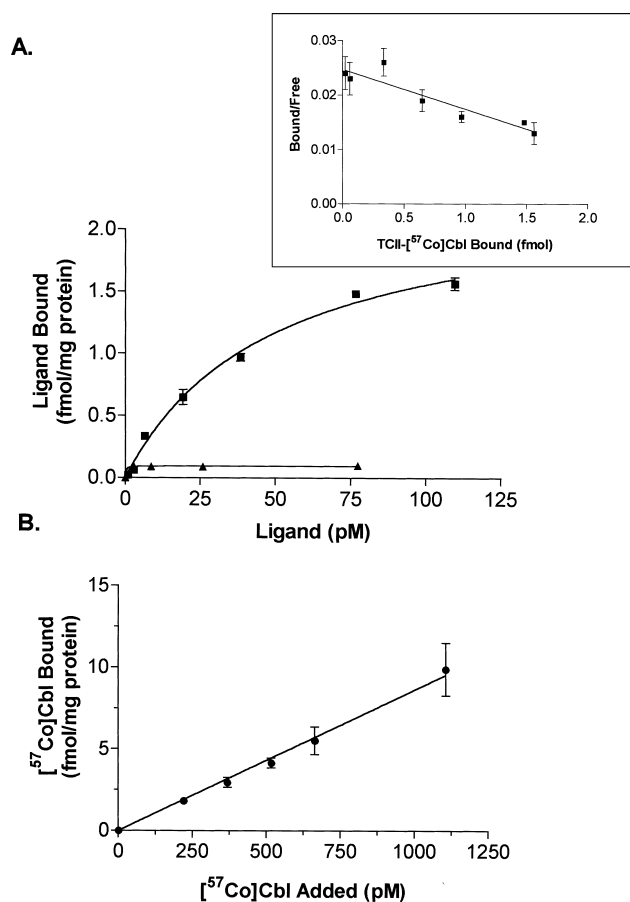 A.
0.03
0.02
0.01
0.00
Bound/Free
0.0 0.5 1.0 1.5 2.0
TCII-[57Co]Cbl Bound (fmol)
2.0
1.5
1.0
0.5
0.0
Ligand Bound
(fmol/mg protein)
0 25 50 75 100 125
Ligand (pM)
B.
15
10
5
0
[57Co]Cbl Bound
(fmol/mg protein)
0 250 500 750 1000 1250
[57Co]Cbl Added (pM)